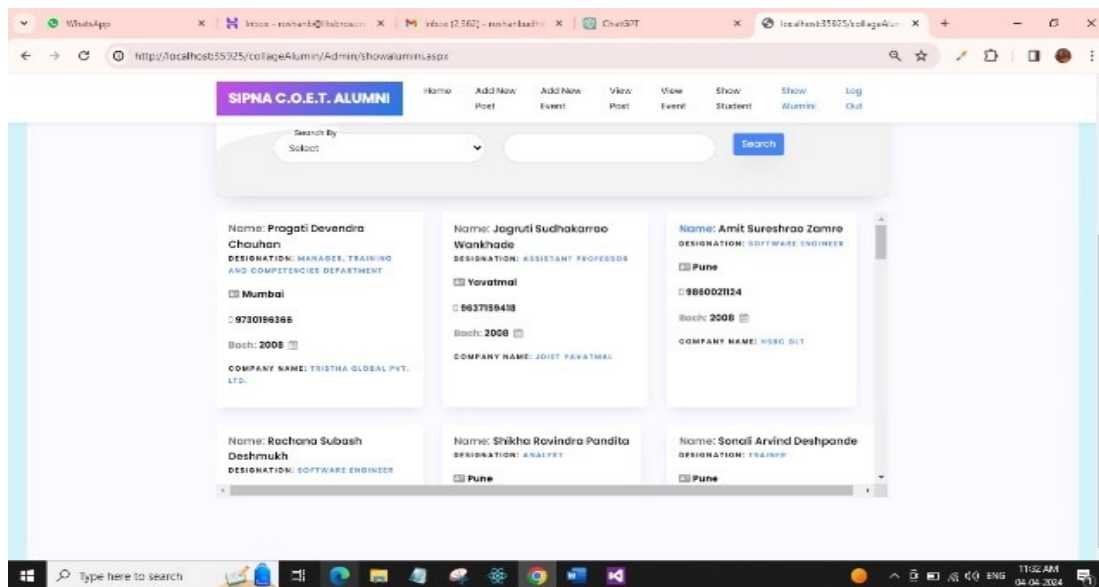 WhatsApp
ChatGPT
http://localhost:35925/collageAlumin/Admin/showalumini.aspx
SIPNA C.O.E.T. ALUMNI
Home
Add New Post
Add New Event
View Post
View Event
Show Student
Show Alumini
Log Out
Search By
Select
Search
Name: Pragati Devendra
Chauhan
DESIGNATION: MANAGER, TRAINING
AND COMPETENCIES DEPARTMENT
Mumbai
9730196366
Bach: 2008
COMPANY NAME: TRISTHA GLOBAL PVT.
LTD.
Name: Jagruti Sudhakarrao
Wankhade
DESIGNATION: ASSISTANT PROFESSOR
Yavatmal
9637159418
Bach: 2008
COMPANY NAME: JDIET YAVATMAL
Name: Amit Sureshrao Zamre
DESIGNATION: SOFTWARE ENGINEER
Pune
9860021124
Bach: 2008
COMPANY NAME: HSBC GLT
Name: Rachana Subash
Deshmukh
DESIGNATION: SOFTWARE ENGINEER
Name: Shikha Ravindra Pandita
DESIGNATION: ANALYST
Pune
Name: Sonali Arvind Deshpande
DESIGNATION: TRAINER
Pune
Type here to search
ENG
11:32 AM
04-04-2024